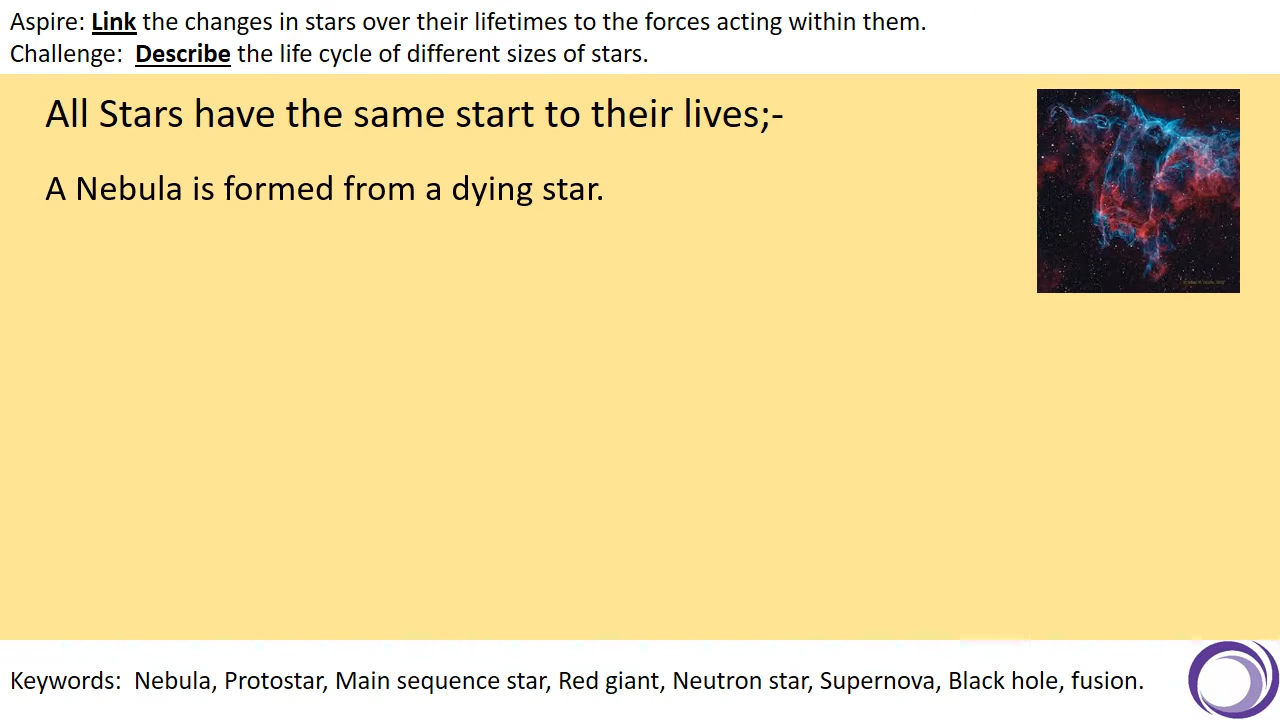 Aspire: Link the changes in stars over their lifetimes to the forces acting within them.
Challenge: Describe the life cycle of different sizes of stars.
All Stars have the same start to their lives;-
A Nebula is formed from a dying star.
Keywords: Nebula, Protostar, Main sequence star, Red giant, Neutron star, Supernova, Black hole, fusion.